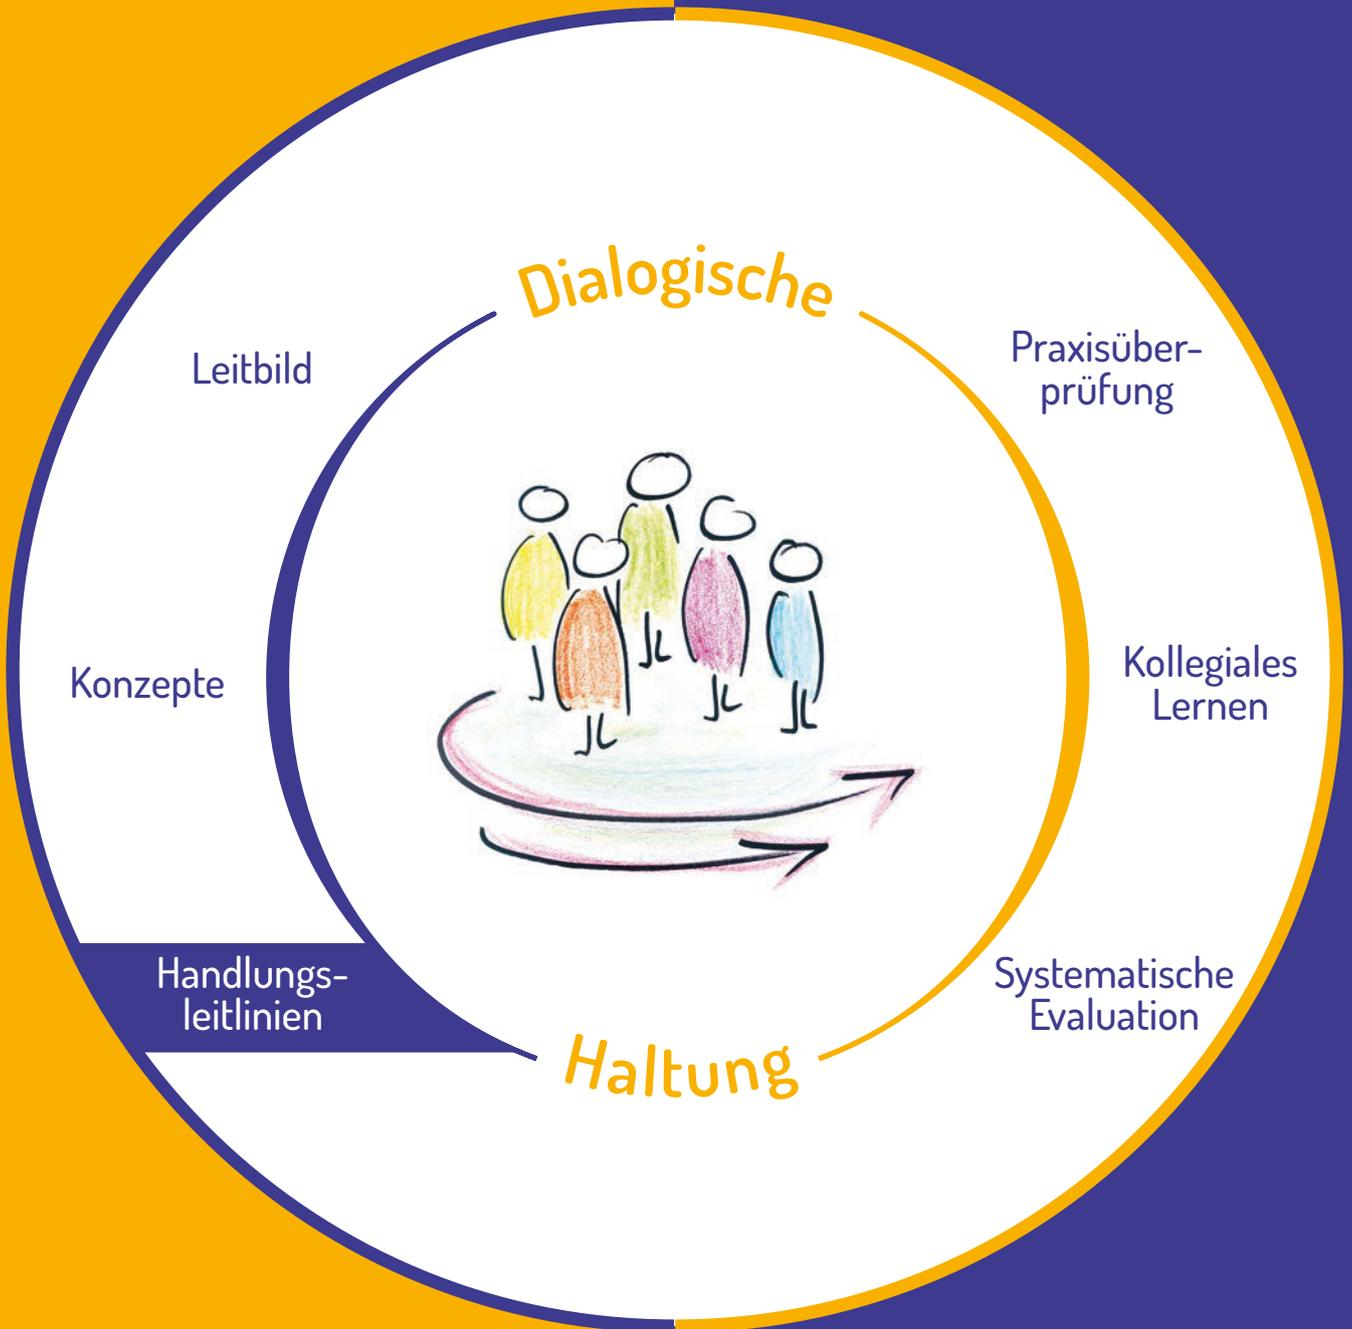 Dialogische
Leitbild
Praxisüber-
prüfung
Konzepte
Kollegiales
Lernen
Handlungs-
leitlinien
Systematische
Evaluation
Haltung